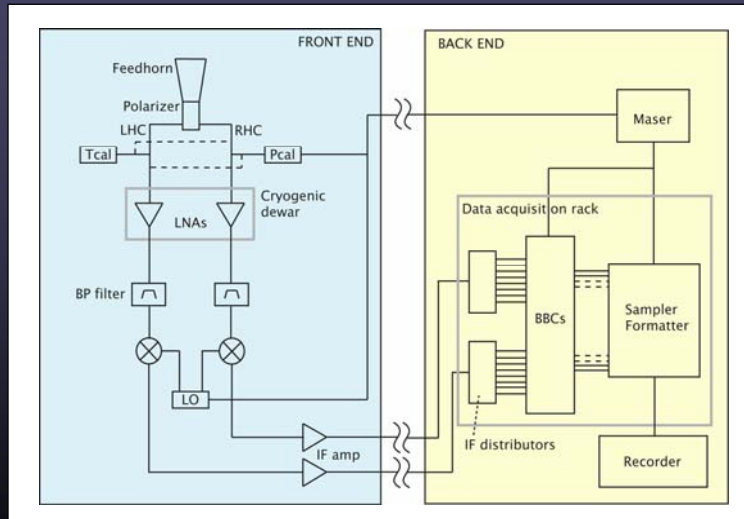 FRONT END
Feedhorn
Polarizer
LHC
RHC
Tcal
Pcal
Cryogenic
dewar
LNAs
BP filter
LO
IF amp
BACK END
Maser
Data acquisition rack
BBCs
Sampler
Formatter
IF distributors
Recorder